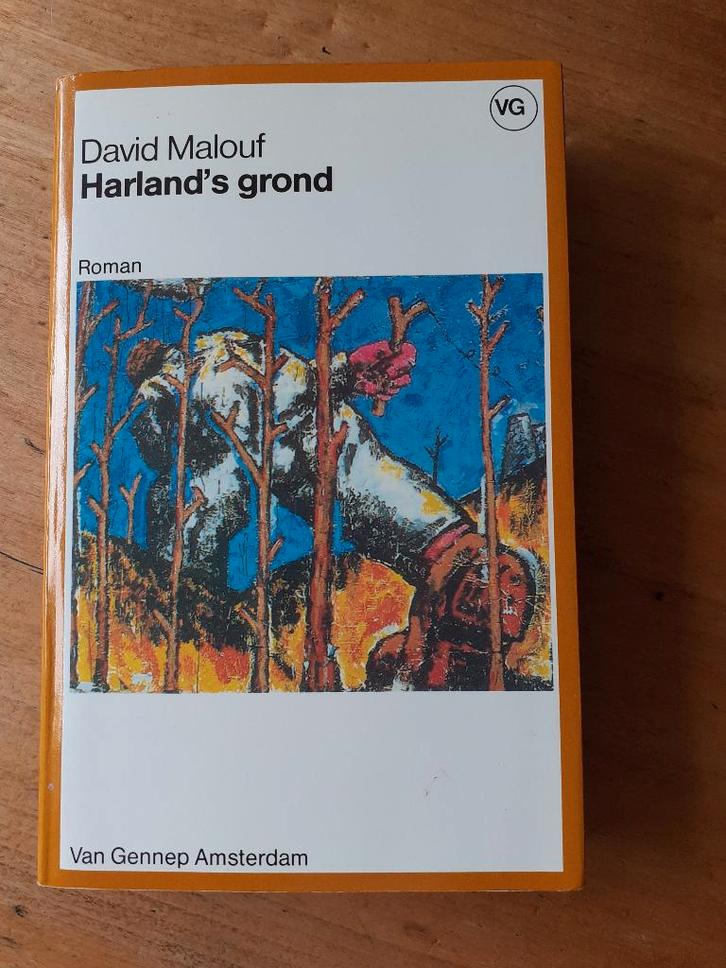 VG
David Malouf
Harland's grond
Roman
Van Gennep Amsterdam